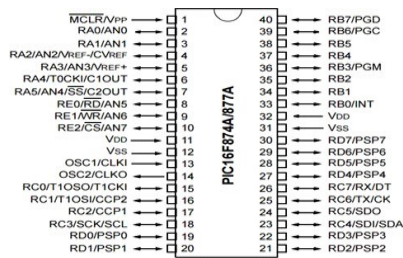 MCLR/VPP 1 40 RB7/PGD
RA0/AN0 2 39 RB6/PGC
RA1/AN1 3 38 RB5
RA2/AN2/VREF-/CVREF 4 37 RB4
RA3/AN3/VREF+ 5 36 RB3/PGM
RA4/T0CKI/C1OUT 6 35 RB2
RA5/AN4/SS/C2OUT 7 34 RB1
RE0/RD/AN5 8 33 RB0/INT
RE1/WR/AN6 9 32 VDD
RE2/CS/AN7 10 31 VSS
VDD 11 30 RD7/PSP7
VSS 12 29 RD6/PSP6
OSC1/CLKI 13 28 RD5/PSP5
OSC2/CLKO 14 27 RD4/PSP4
RC0/T1OSO/T1CKI 15 26 RC7/RX/DT
RC1/T1OSI/CCP2 16 25 RC6/TX/CK
RC2/CCP1 17 24 RC5/SDO
RC3/SCK/SCL 18 23 RC4/SDI/SDA
RD0/PSP0 19 22 RD3/PSP3
RD1/PSP1 20 21 RD2/PSP2
PIC16F874A/877A